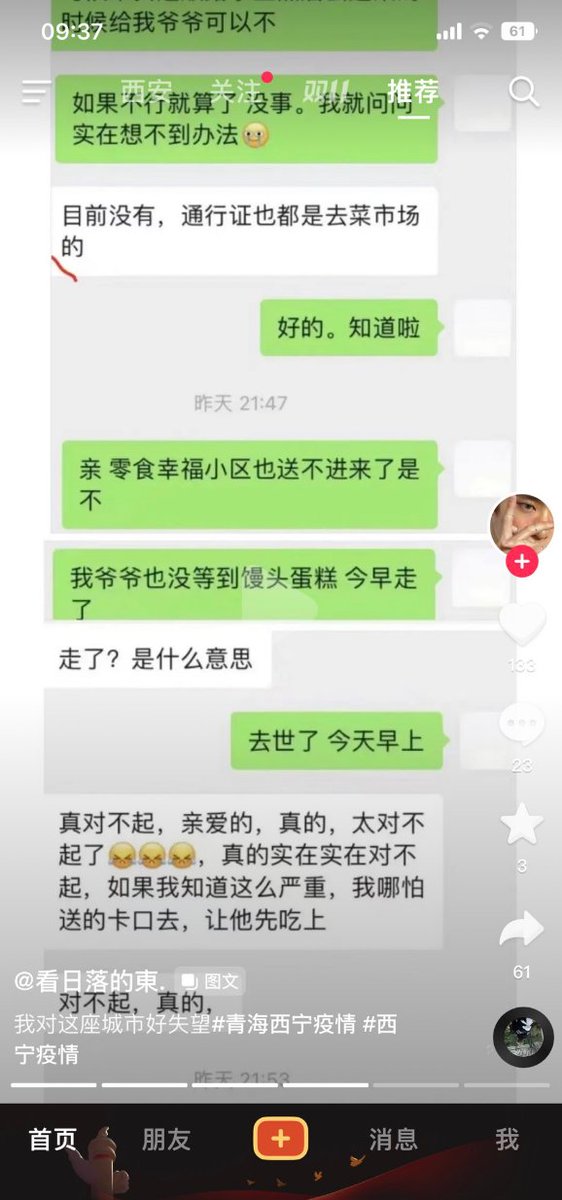 时候给我爷爷可以不
09:37
61
西安
关注
双11
推荐
如果不行就算了 没事。我就问问
实在想不到办法
目前没有，通行证也都是去菜市场
的
好的。知道啦
昨天 21:47
亲 零食幸福小区也送不进来了是
不
我爷爷也没等到馒头蛋糕 今早走
了
走了？是什么意思
去世了 今天早上
真对不起，亲爱的，真的，太对不
起了，真的实在实在对不
起，如果我知道这么严重，我哪怕
送的卡口去，让他先吃上
对不起，真的，
昨天 21:53
133
23
3
61
@看日落的東.
图文
我对这座城市好失望#青海西宁疫情 #西
宁疫情
首页
朋友
消息
我